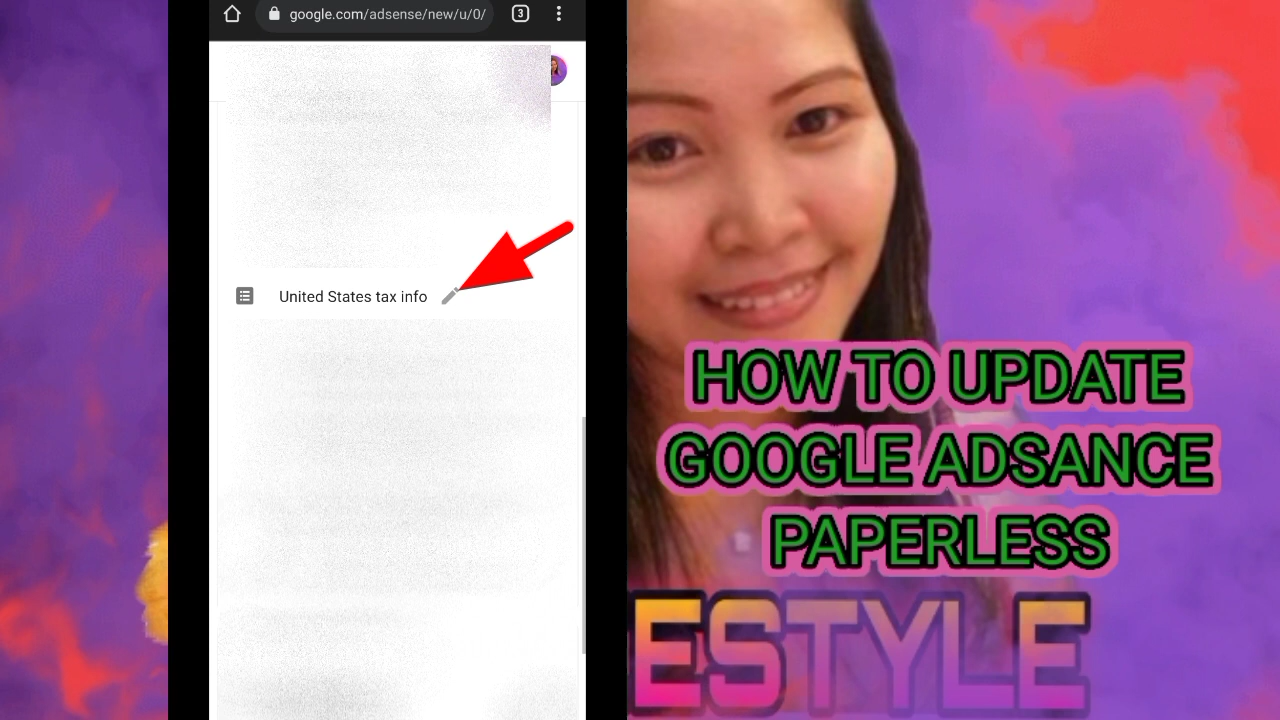 google.com/adsense/new/u/0/
3
United States tax info
HOW TO UPDATE
GOOGLE ADSANCE
PAPERLESS
ESTYLE